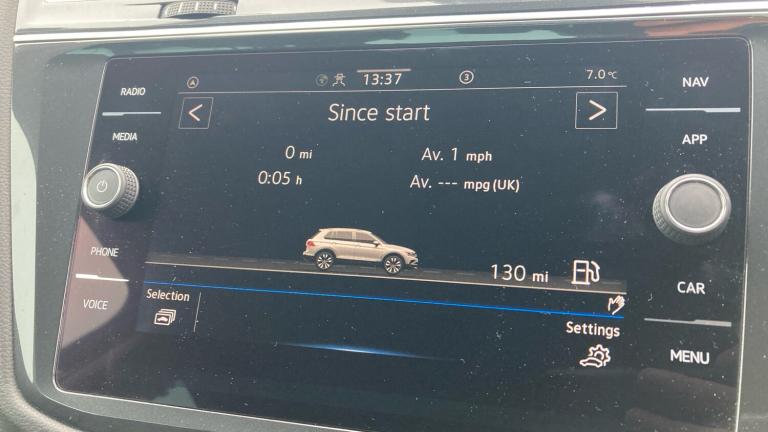 RADIO
MEDIA
PHONE
VOICE
A
13:37
3
7.0 °C
< Since start >
0 mi
Av. 1 mph
0:05 h
Av. --- mpg (UK)
130 mi
Selection
Settings
NAV
APP
CAR
MENU